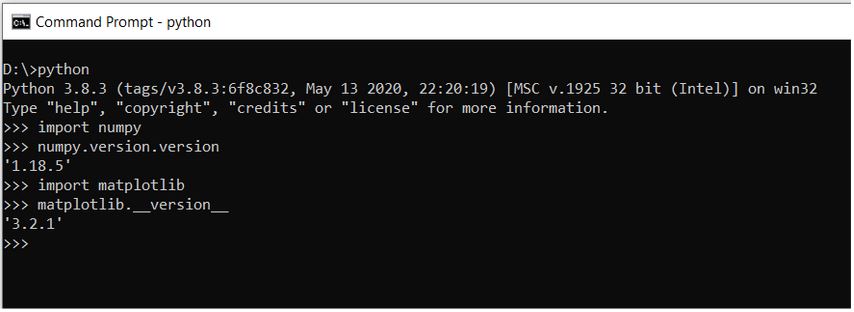 Command Prompt - python
D:\>python
Python 3.8.3 (tags/v3.8.3:6f8c832, May 13 2020, 22:20:19) [MSC v.1925 32 bit (Intel)] on win32
Type "help", "copyright", "credits" or "license" for more information.
>>> import numpy
>>> numpy.version.version
'1.18.5'
>>> import matplotlib
>>> matplotlib.__version__
'3.2.1'
>>>